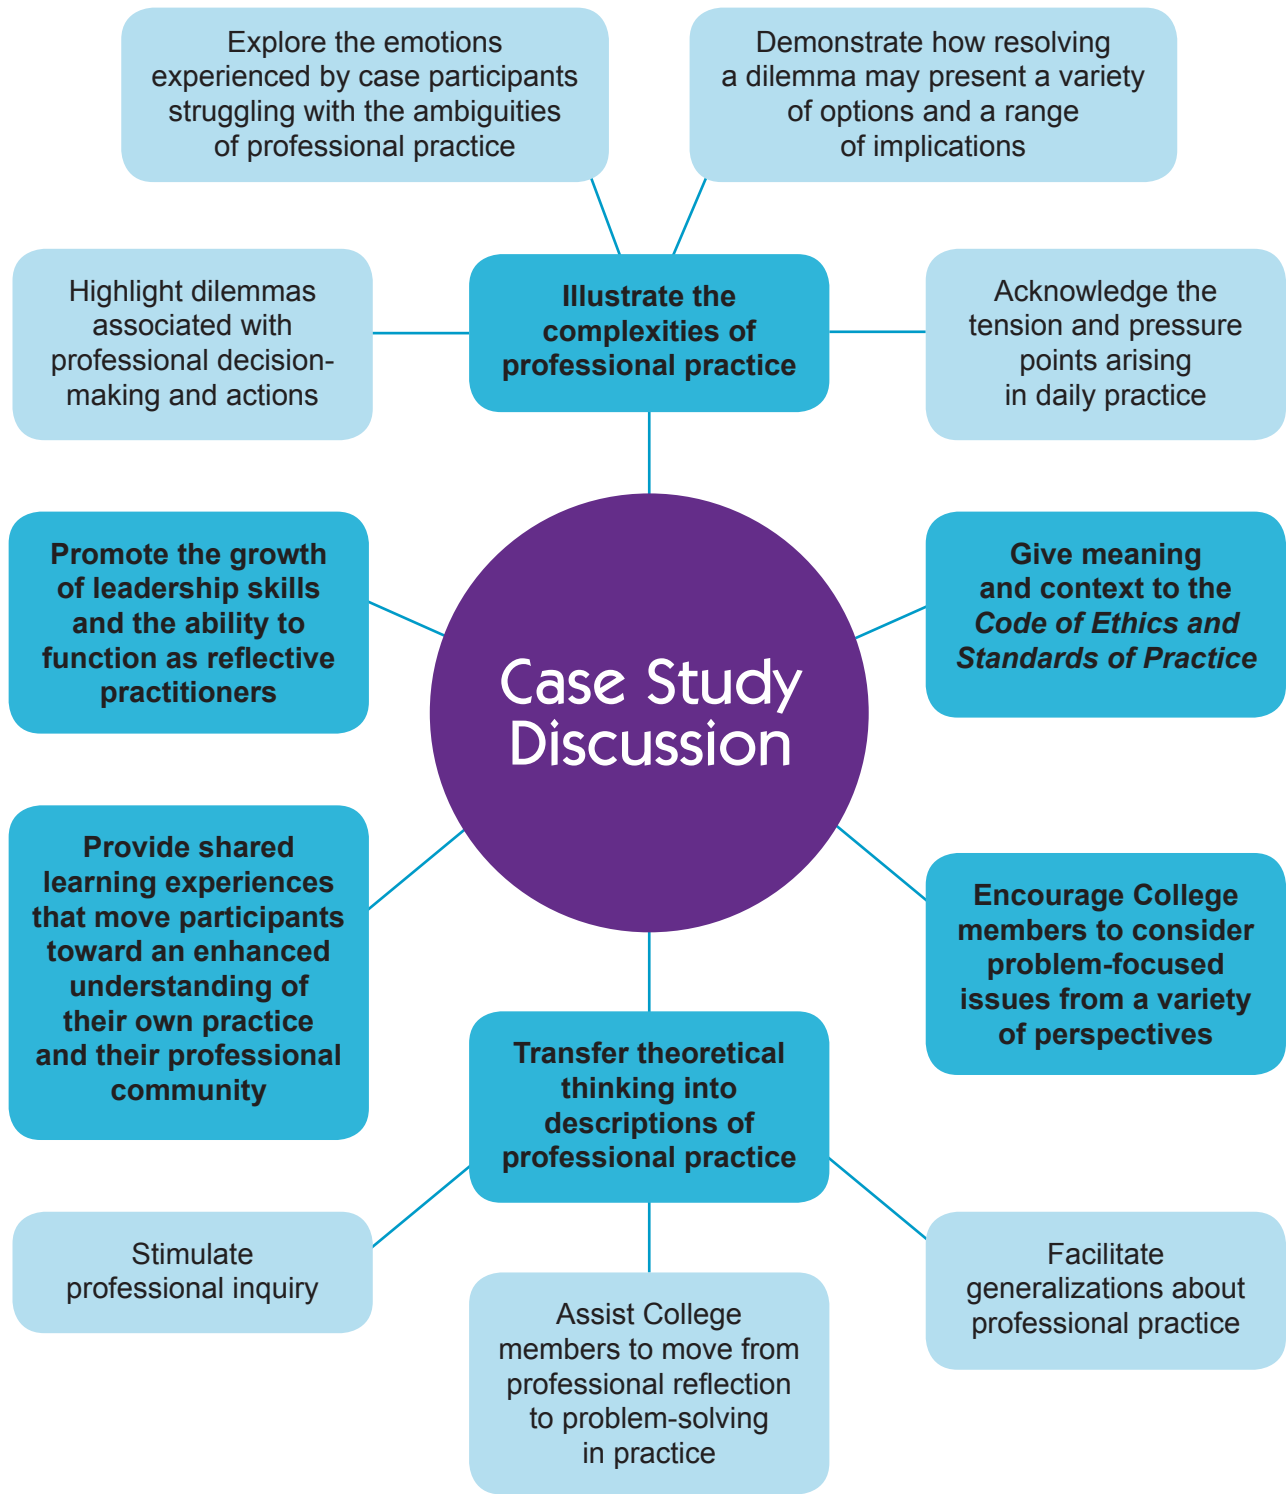 Explore the emotions
experienced by case participants
struggling with the ambiguities
of professional practice
Demonstrate how resolving
a dilemma may present a variety
of options and a range
of implications
Highlight dilemmas
associated with
professional decision-
making and actions
Illustrate the
complexities of
professional practice
Acknowledge the
tension and pressure
points arising
in daily practice
Promote the growth
of leadership skills
and the ability to
function as reflective
practitioners
Case Study
Discussion
Give meaning
and context to the
Code of Ethics and
Standards of Practice
Provide shared
learning experiences
that move participants
toward an enhanced
understanding of
their own practice
and their professional
community
Encourage College
members to consider
problem-focused
issues from a variety
of perspectives
Transfer theoretical
thinking into
descriptions of
professional practice
Stimulate
professional inquiry
Assist College
members to move from
professional reflection
to problem-solving
in practice
Facilitate
generalizations about
professional practice